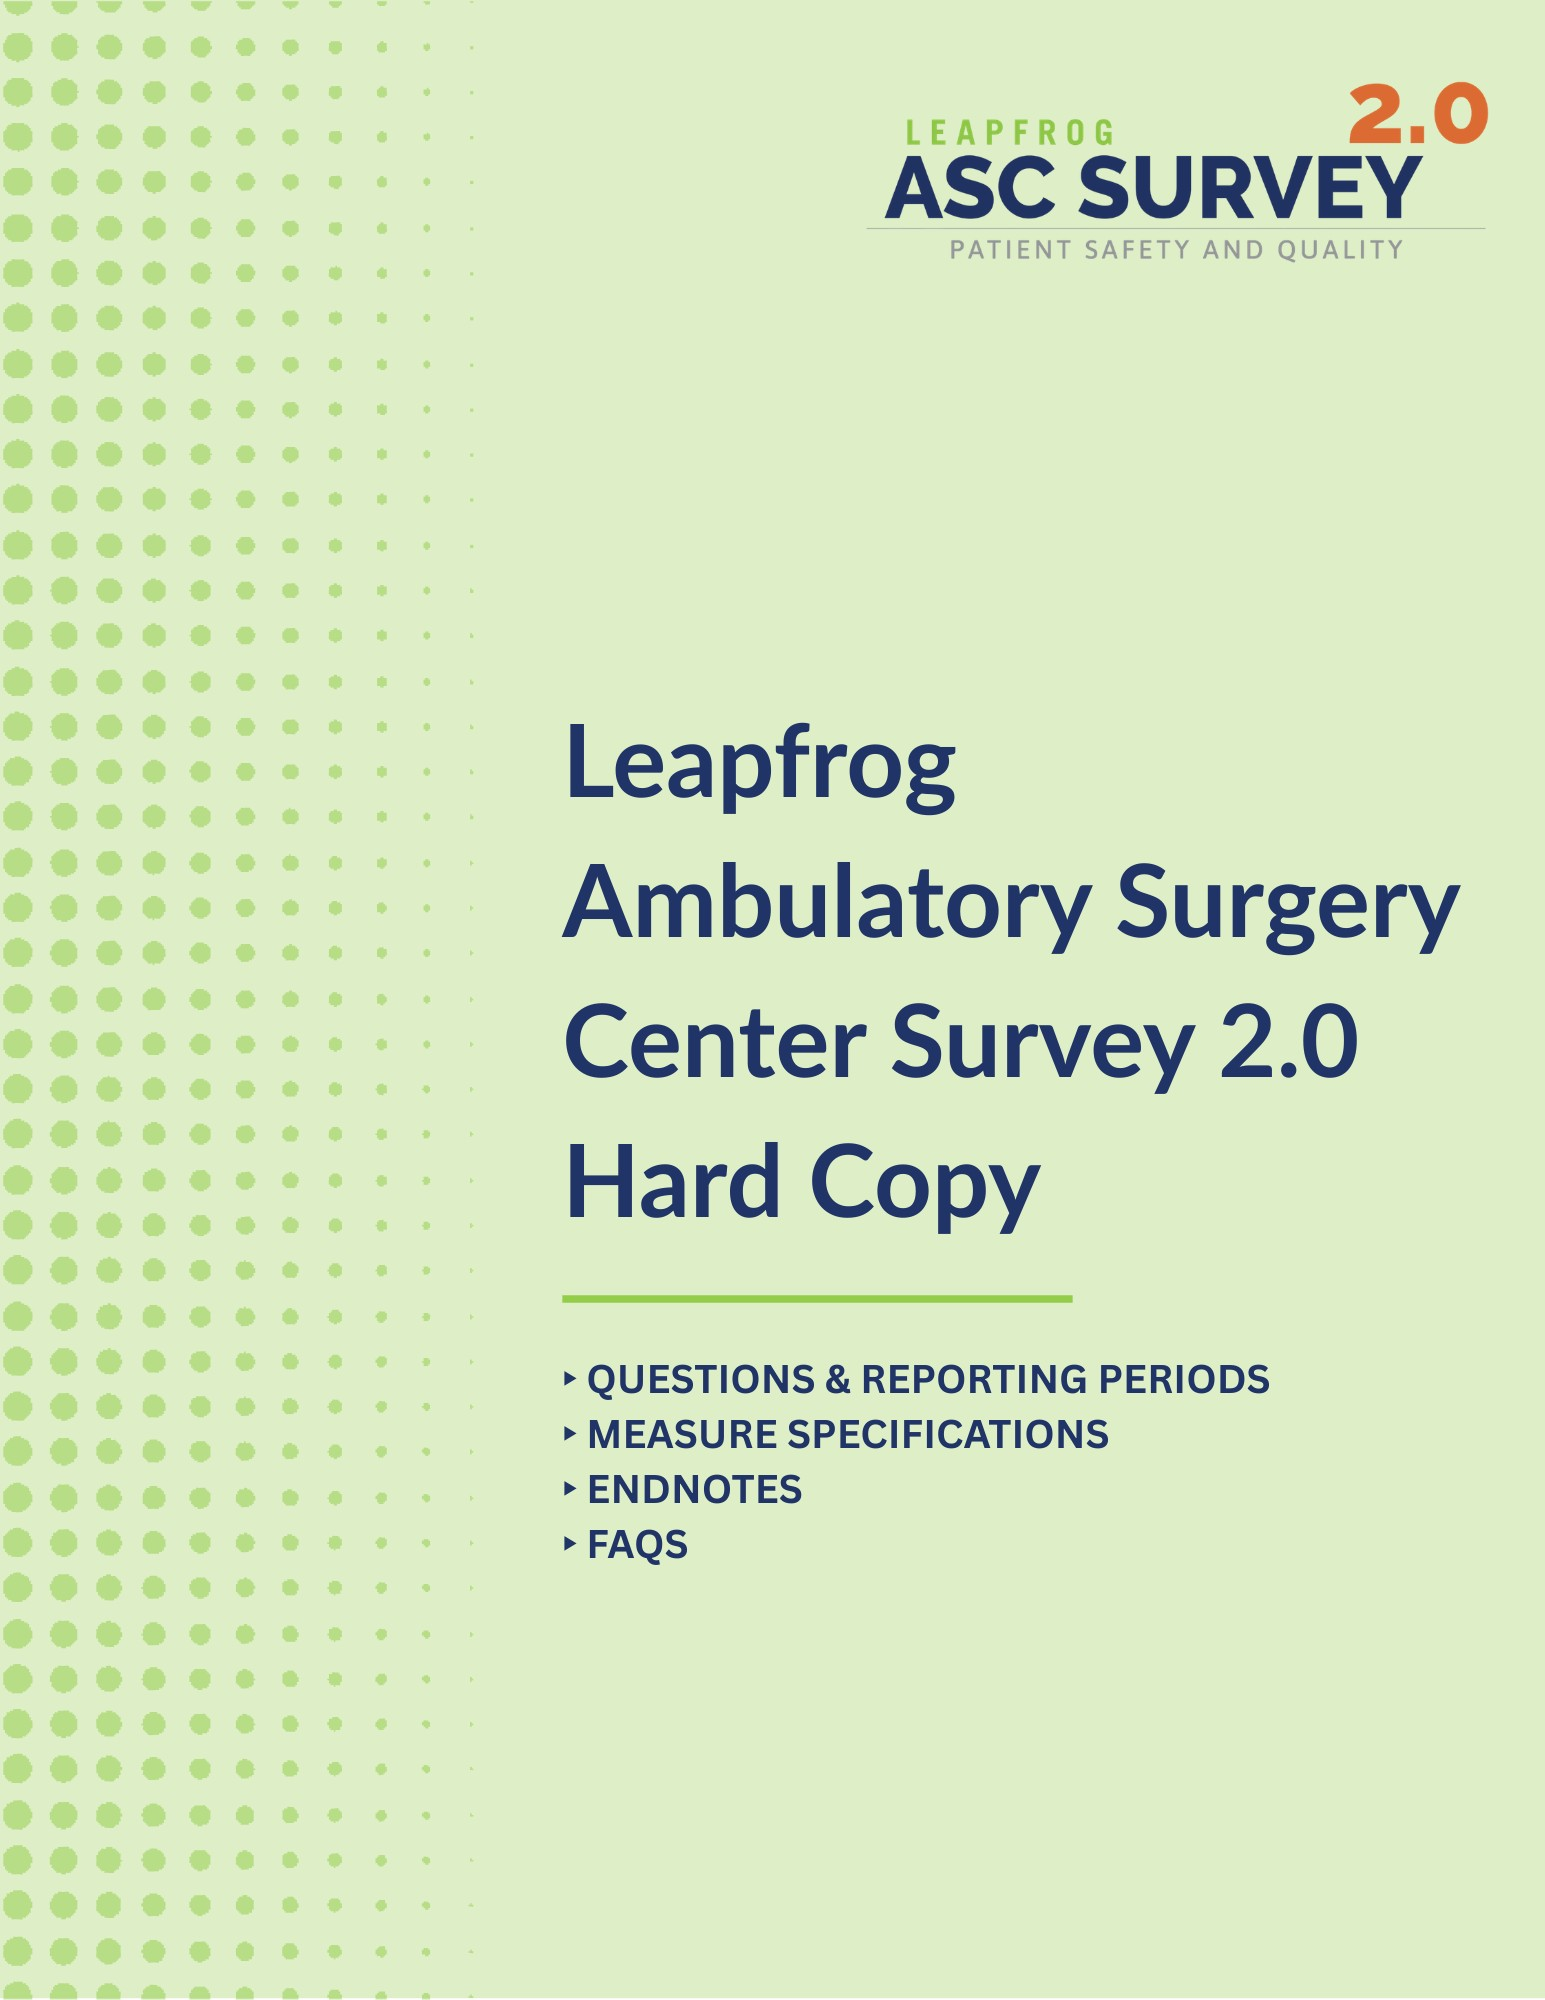 LEAPFROG
2.0
ASC SURVEY
PATIENT SAFETY AND QUALITY
Leapfrog
Ambulatory Surgery
Center Survey 2.0
Hard Copy
‣ QUESTIONS & REPORTING PERIODS
‣ MEASURE SPECIFICATIONS
‣ ENDNOTES
‣ FAQS